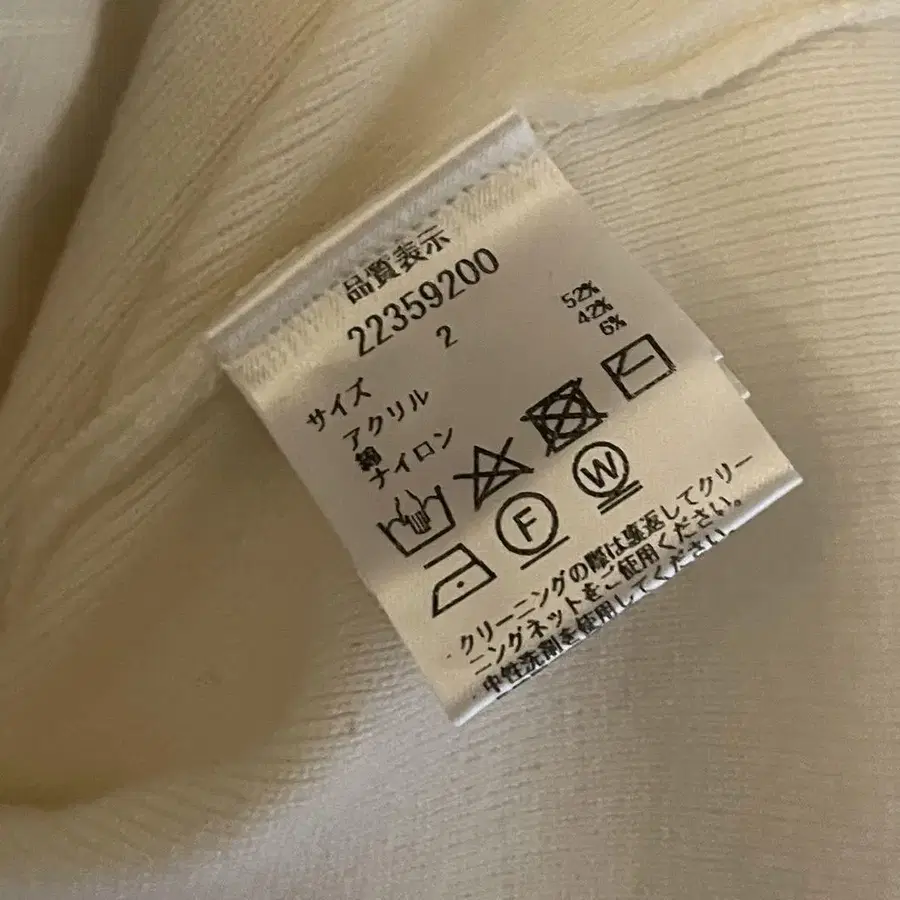 品質表示
22359200
サイズ 2
アクリル 52%
綿 42%
ナイロン 6%
F W
クリーニングの際は裏返してクリー
ニングネットをご使用ください。
中性洗剤を使用してください。